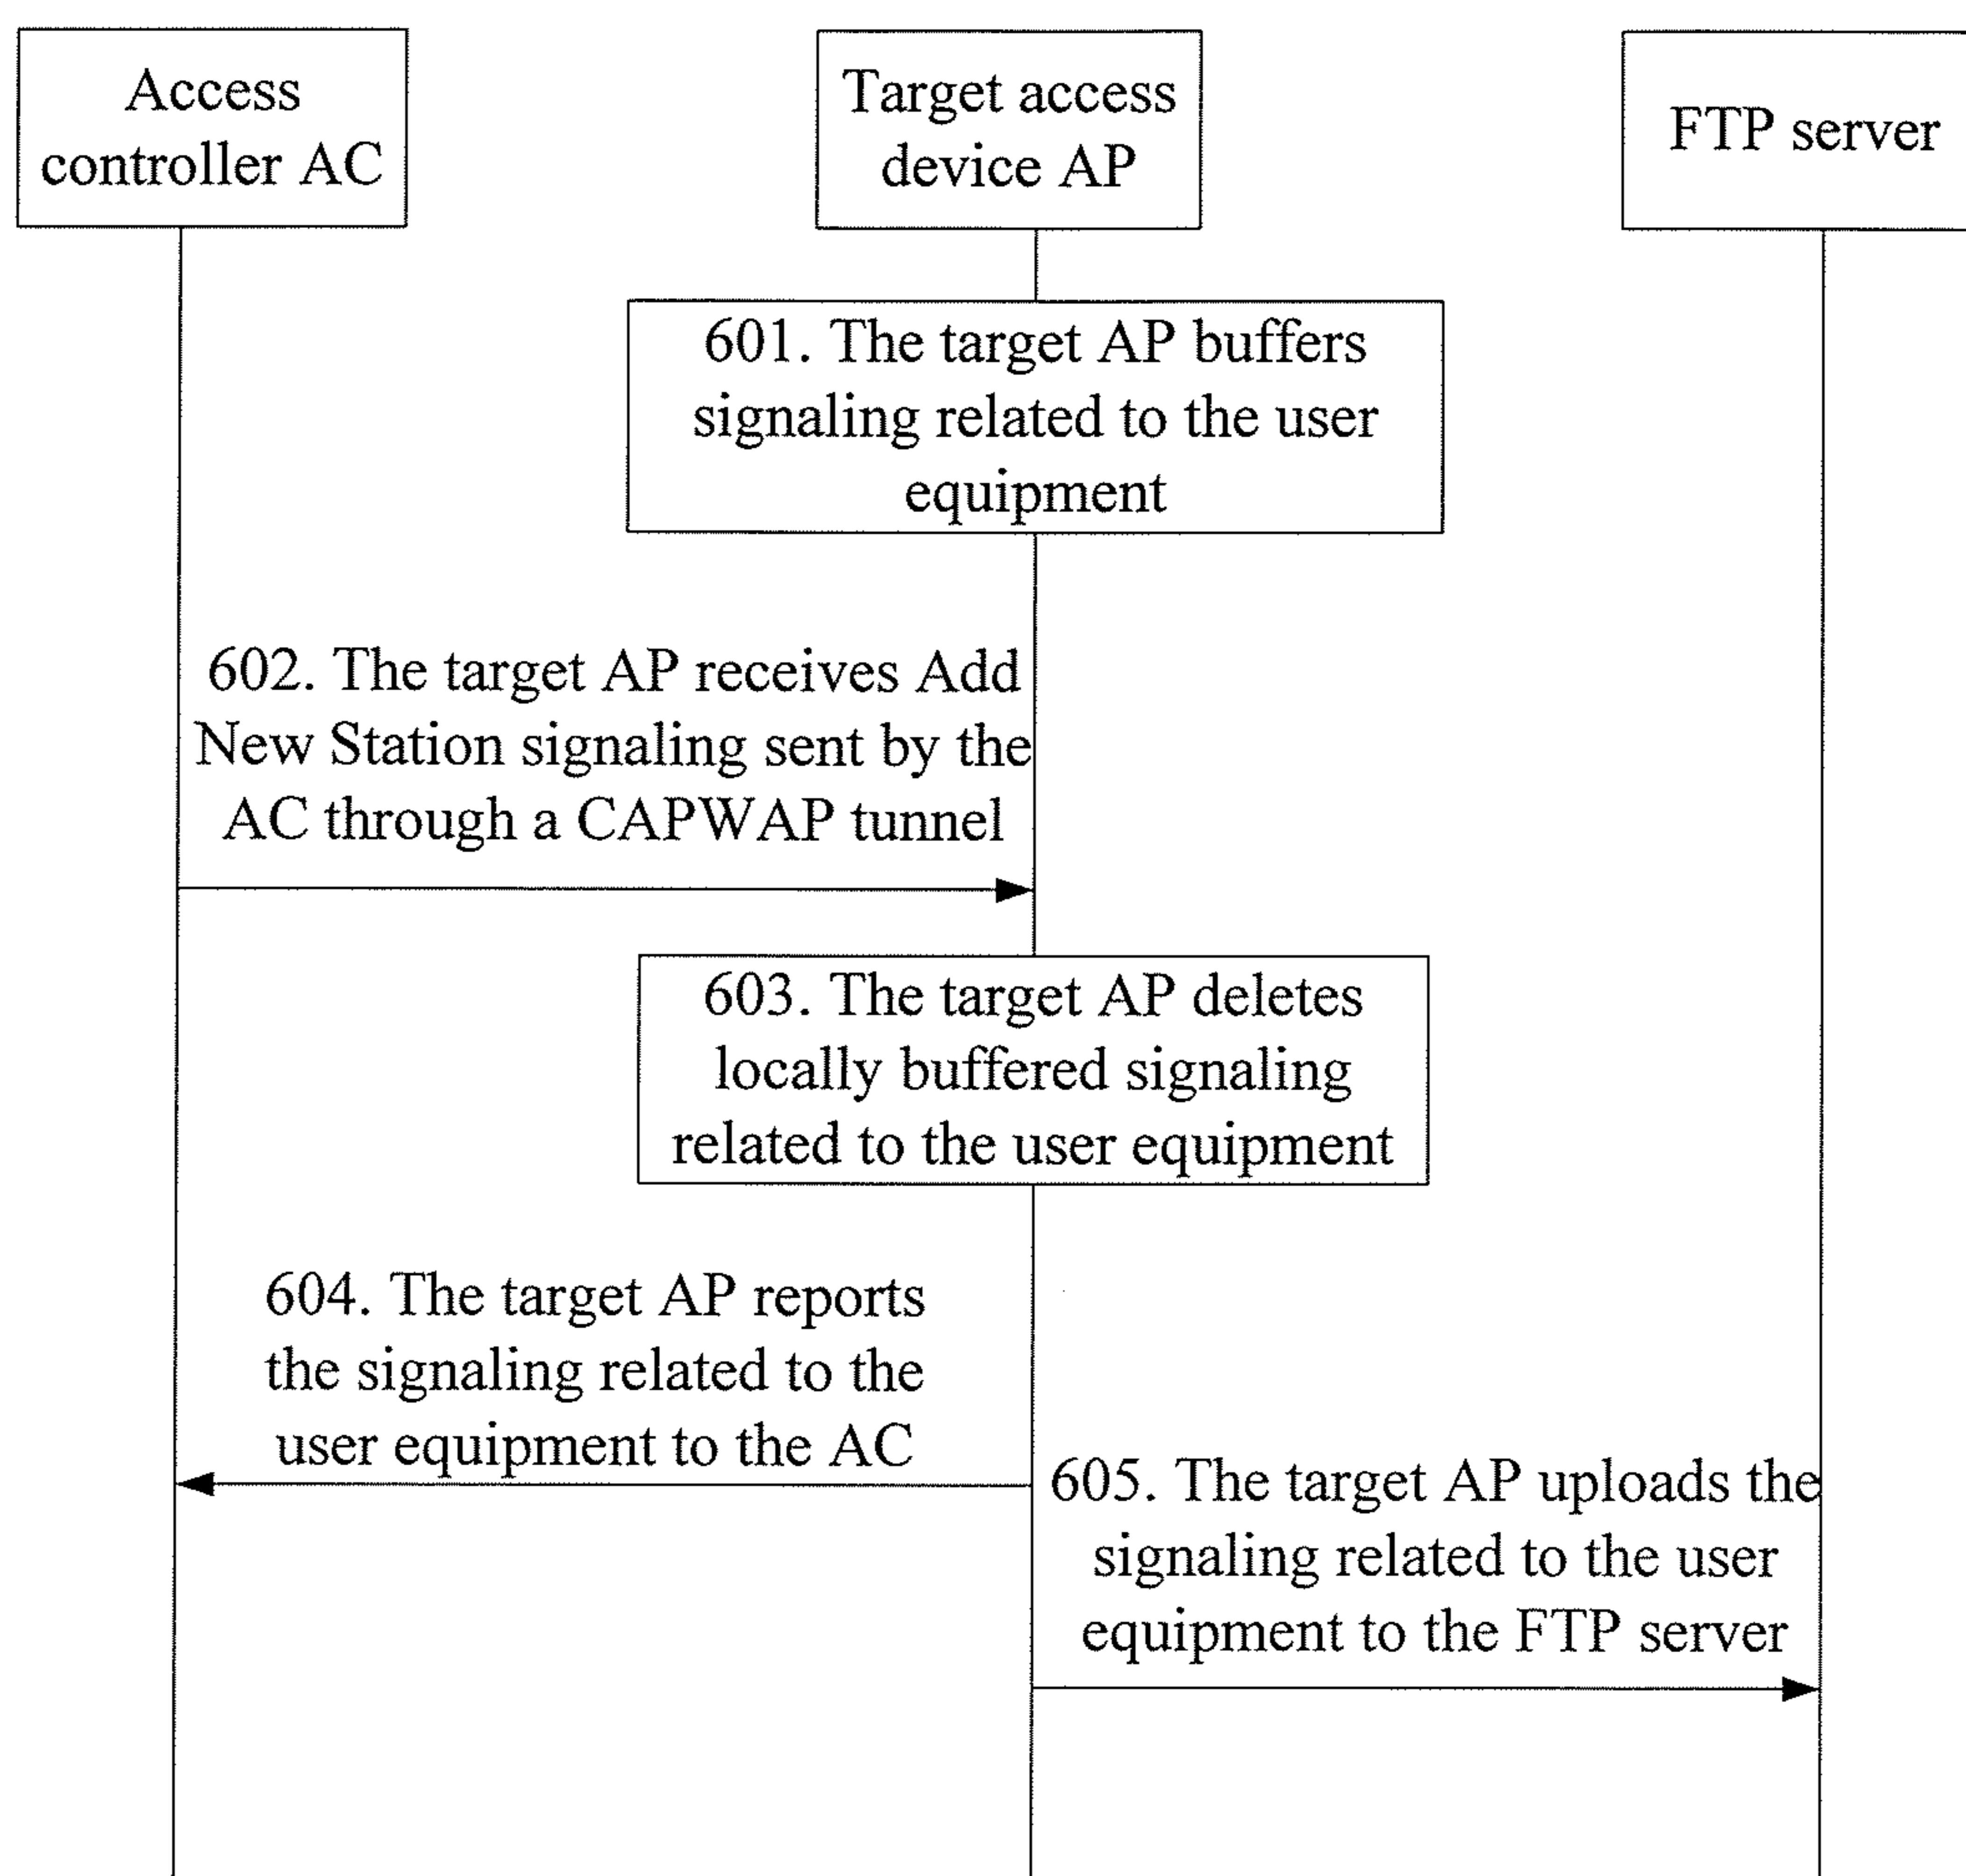 Access
controller AC
Target access
device AP
FTP server
601. The target AP buffers
signaling related to the user
equipment
602. The target AP receives Add
New Station signaling sent by the
AC through a CAPWAP tunnel
603. The target AP deletes
locally buffered signaling
related to the user equipment
604. The target AP reports
the signaling related to the
user equipment to the AC
605. The target AP uploads the
signaling related to the user
equipment to the FTP server